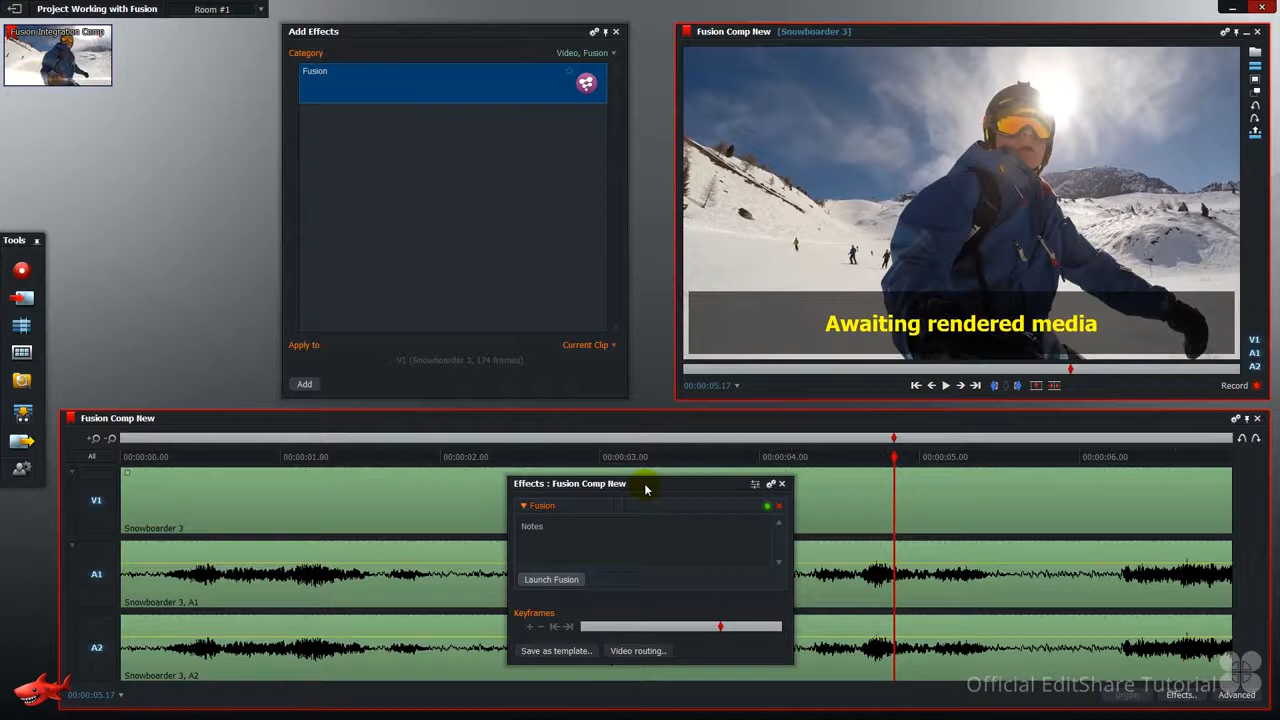 Project Working with Fusion
Room #1
Fusion Integration Comp
Add Effects
Category
Video, Fusion
Fusion
Apply to
Current Clip
V1 (Snowboarder 3, 174 frames)
Add
Fusion Comp New [Snowboarder 3]
Awaiting rendered media
V1
A1
A2
00:00:05.17
Record
Tools
Fusion Comp New
All
00:00:00.00
00:00:01.00
00:00:02.00
00:00:03.00
00:00:04.00
00:00:05.00
00:00:06.00
V1
Snowboarder 3
A1
Snowboarder 3, A1
A2
Snowboarder 3, A2
Effects : Fusion Comp New
Fusion
Notes
Launch Fusion
Keyframes
Save as template..
Video routing..
Official EditShare Tutorial
00:00:05.17
Unjoin
Effects..
Advanced